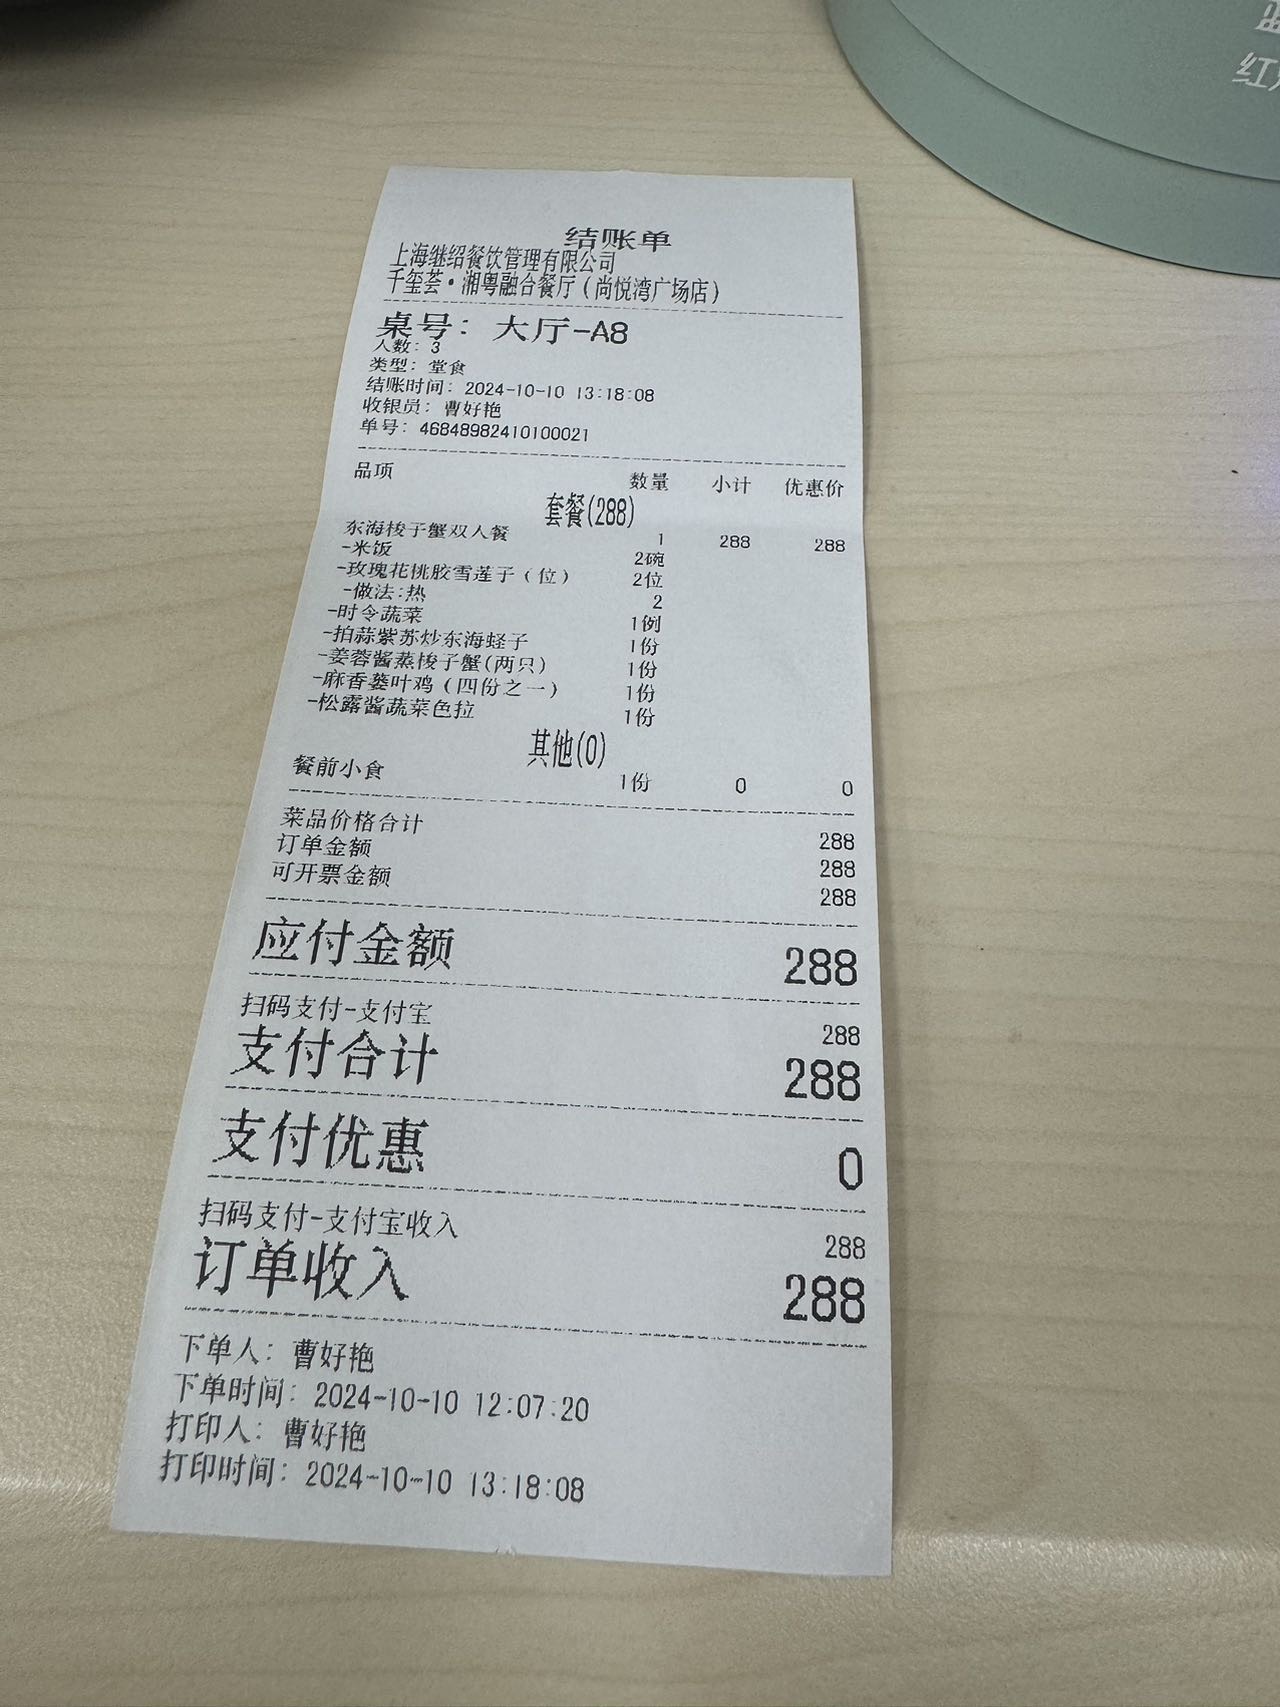 红
结账单
上海继绍餐饮管理有限公司
千玺荟·湘粤融合餐厅(尚悦湾广场店)
桌号: 大厅-A8
人数: 3
类型: 堂食
结账时间: 2024-10-10 13:18:08
收银员: 曹好艳
单号: 46848982410100021
品项 数量 小计 优惠价
套餐(288)
东海梭子蟹双人餐 1 288 288
-米饭 2碗
-玫瑰花桃胶雪莲子(位) 2位
-做法:热 2
-时令蔬菜 1例
-拍蒜紫苏炒东海蛏子 1份
-姜蓉酱蒸梭子蟹(两只) 1份
-麻香蒌叶鸡(四份之一) 1份
-松露酱蔬菜色拉 1份
其他(0)
餐前小食 1份 0 0
菜品价格合计 288
订单金额 288
可开票金额 288
应付金额 288
扫码支付-支付宝 288
支付合计 288
支付优惠 0
扫码支付-支付宝收入 288
订单收入 288
下单人: 曹好艳
下单时间: 2024-10-10 12:07:20
打印人: 曹好艳
打印时间: 2024-10-10 13:18:08